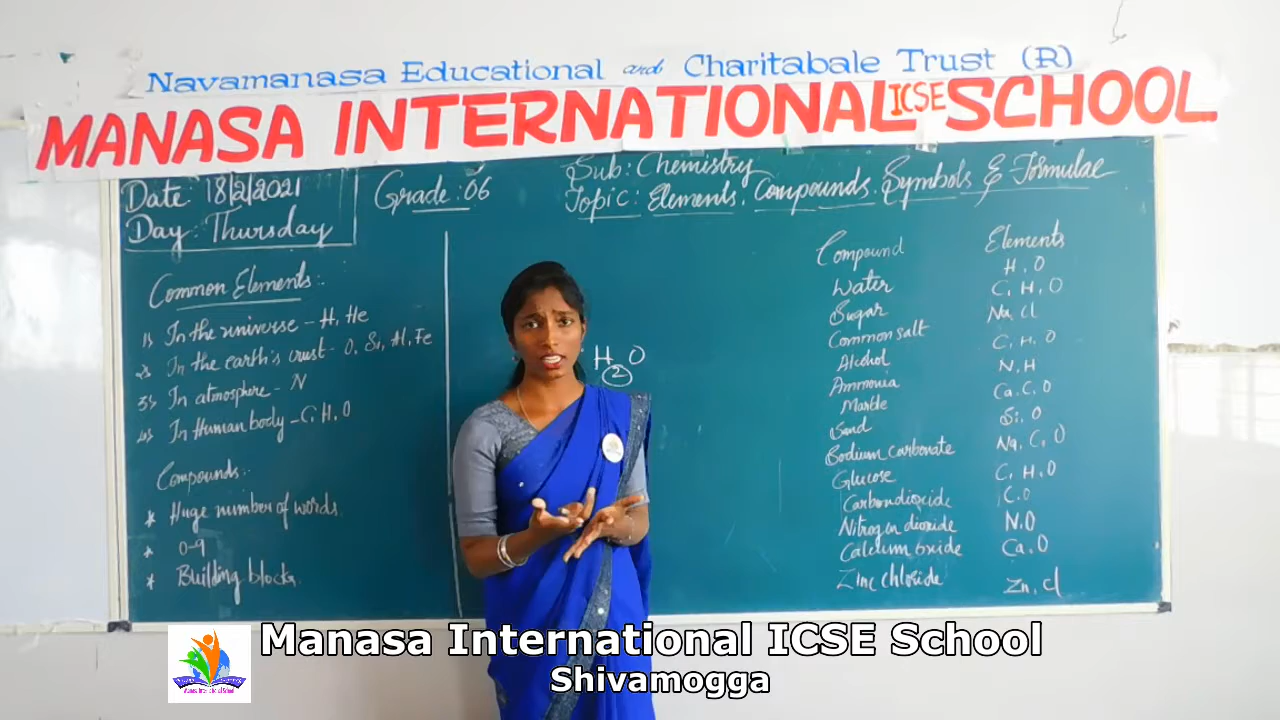 Navamanasa Educational and Charitabale Trust (R)
MANASA INTERNATIONAL ICSE SCHOOL
Date: 18/2/2021
Day: Thursday
Grade: 06
Sub: Chemistry
Topic: Elements. Compounds. Symbols & Formulae
Common Elements:
1) In the universe - H, He
2) In the earth's crust - O, Si, Al, Fe
3) In atmosphere - N
4) In Human body - C, H, O
Compounds:
* Huge number of words.
* 0-9
* Building blocks.
H2O
Compound Elements
Water H, O
Sugar C, H, O
Common salt Na, Cl
Alcohol C, H, O
Ammonia N, H
Marble Ca, C, O
Sand Si, O
Sodium carbonate Na, C, O
Glucose C, H, O
Carbondioxide C, O
Nitrogen dioxide N, O
Calcium oxide Ca, O
Zinc chloride Zn, Cl
Manasa International ICSE School
Shivamogga